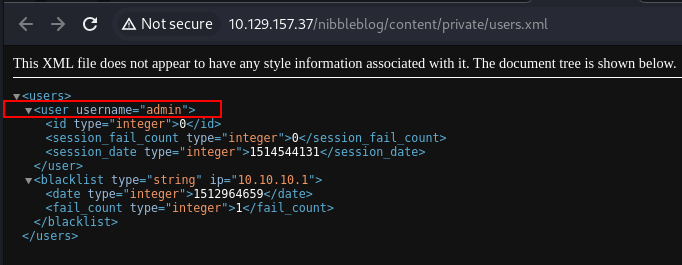 Not secure 10.129.157.37/nibbleblog/content/private/users.xml
This XML file does not appear to have any style information associated with it. The document tree is shown below.
<users>
<user username="admin">
<id type="integer">0</id>
<session_fail_count type="integer">0</session_fail_count>
<session_date type="integer">1514544131</session_date>
</user>
<blacklist type="string" ip="10.10.10.1">
<date type="integer">1512964659</date>
<fail_count type="integer">1</fail_count>
</blacklist>
</users>